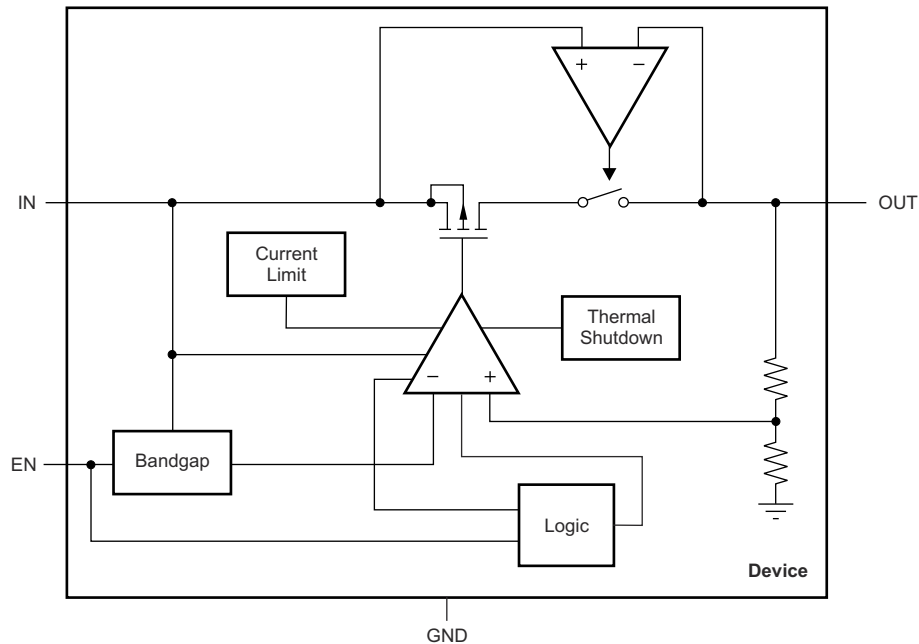 + −
IN
OUT
Current
Limit
Thermal
Shutdown
− +
EN
Bandgap
Logic
Device
GND